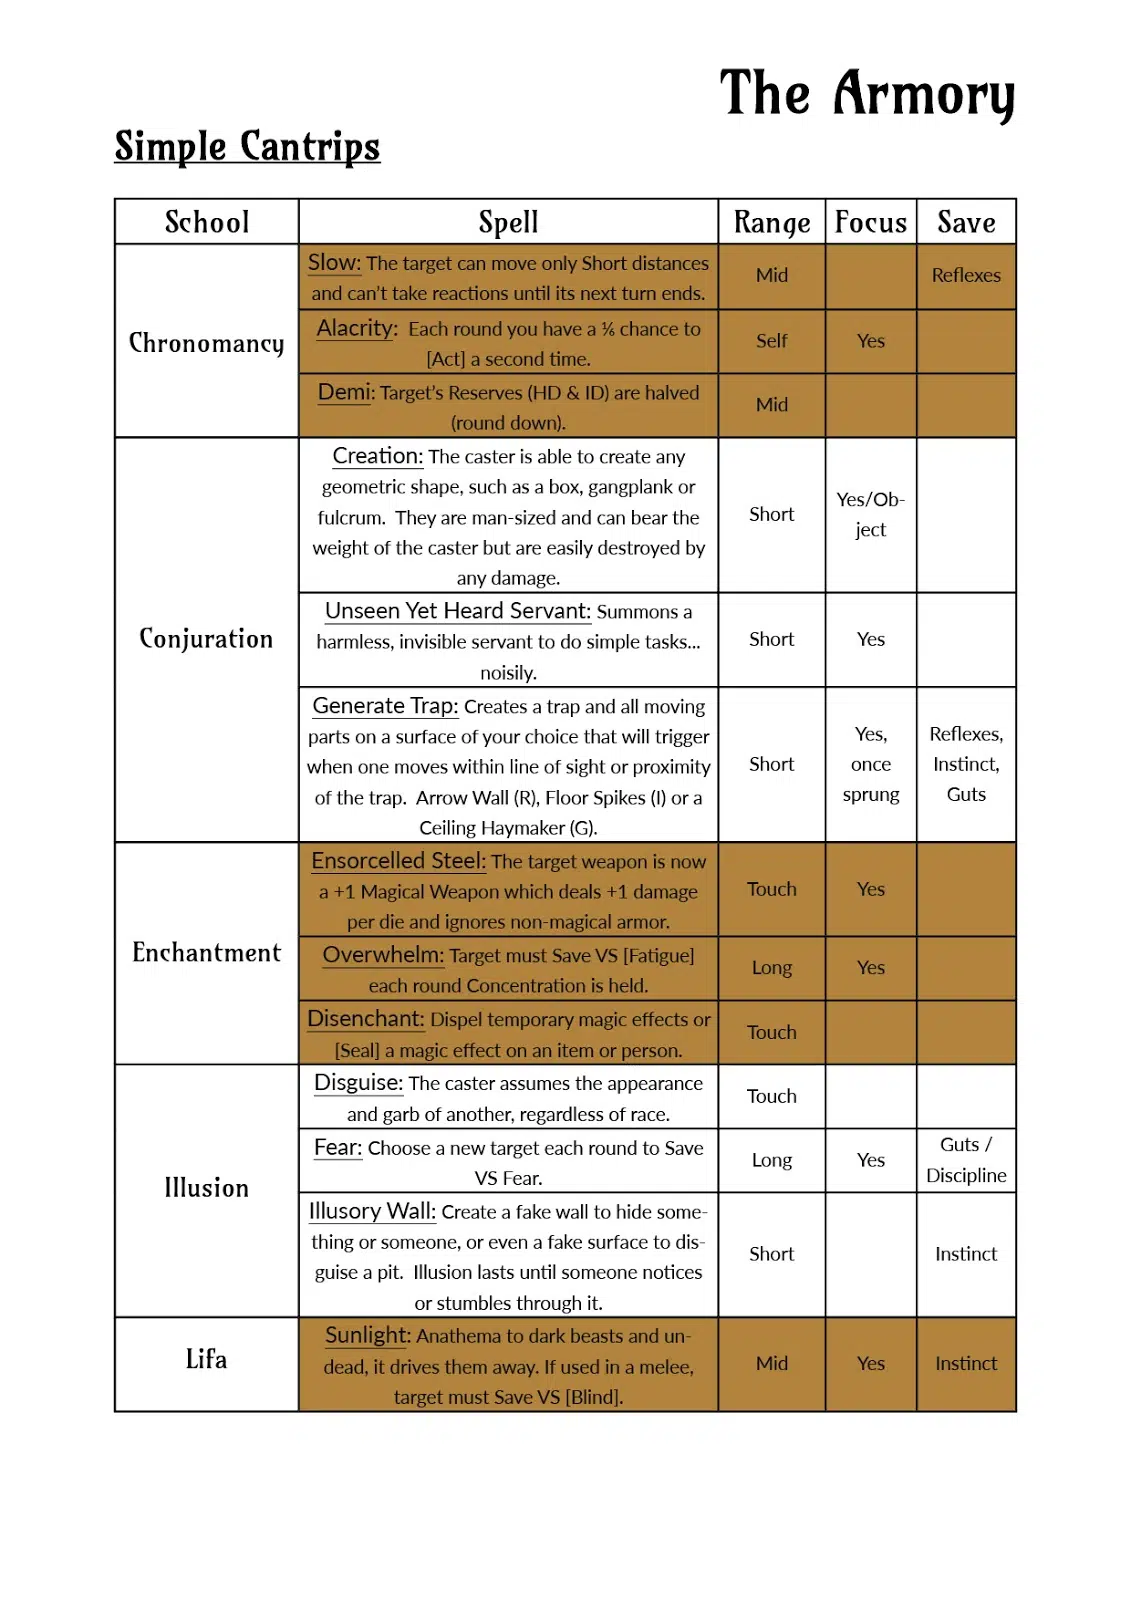 The Armory
Simple Cantrips
School Spell Range Focus Save
Chronomancy
Slow: The target can move only Short distances
and can't take reactions until its next turn ends.
Mid
Reflexes
Alacrity:  Each round you have a ⅙ chance to
[Act] a second time.
Self
Yes
Demi: Target's Reserves (HD & ID) are halved
(round down).
Mid
Conjuration
Creation: The caster is able to create any
geometric shape, such as a box, gangplank or
fulcrum.  They are man-sized and can bear the
weight of the caster but are easily destroyed by
any damage.
Short
Yes/Ob-
ject
Unseen Yet Heard Servant: Summons a
harmless, invisible servant to do simple tasks...
noisily.
Short
Yes
Generate Trap: Creates a trap and all moving
parts on a surface of your choice that will trigger
when one moves within line of sight or proximity
of the trap.  Arrow Wall (R), Floor Spikes (I) or a
Ceiling Haymaker (G).
Short
Yes,
once
sprung
Reflexes,
Instinct,
Guts
Enchantment
Ensorcelled Steel: The target weapon is now
a +1 Magical Weapon which deals +1 damage
per die and ignores non-magical armor.
Touch
Yes
Overwhelm: Target must Save VS [Fatigue]
each round Concentration is held.
Long
Yes
Disenchant: Dispel temporary magic effects or
[Seal] a magic effect on an item or person.
Touch
Illusion
Disguise: The caster assumes the appearance
and garb of another, regardless of race.
Touch
Fear: Choose a new target each round to Save
VS Fear.
Long
Yes
Guts /
Discipline
Illusory Wall: Create a fake wall to hide some-
thing or someone, or even a fake surface to dis-
guise a pit.  Illusion lasts until someone notices
or stumbles through it.
Short
Instinct
Lifa
Sunlight: Anathema to dark beasts and un-
dead, it drives them away. If used in a melee,
target must Save VS [Blind].
Mid
Yes
Instinct